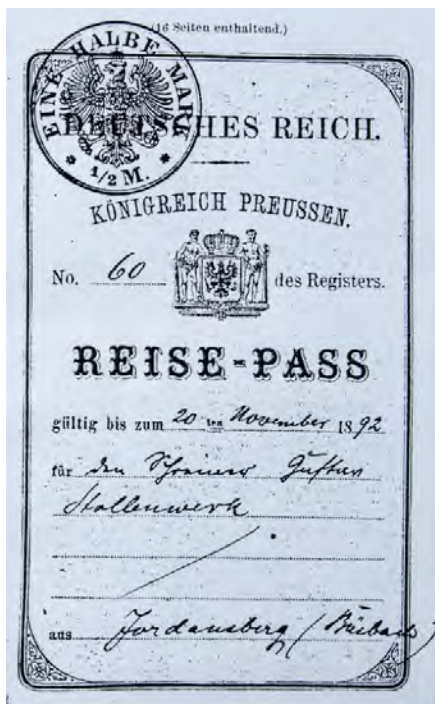 (16 Seiten enthaltend.)
EINE HALBE MARK
* 1/2 M. *
DEUTSCHES REICH.
KÖNIGREICH PREUSSEN.
No. 60 des Registers.
REISE-PASS
gültig bis zum 20 ten November 1892
für den Schreiner Gustav
Stollenwerk
aus Jordansberg (